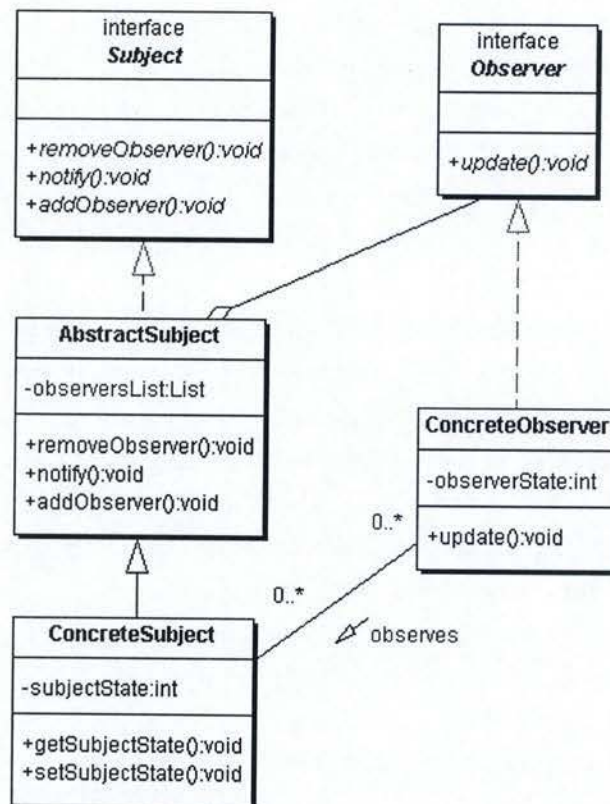 interface
Subject
+removeObserver():void
+notify():void
+addObserver():void
interface
Observer
+update():void
AbstractSubject
-observersList:List
+removeObserver():void
+notify():void
+addObserver():void
ConcreteObserver
-observerState:int
+update():void
0..*
0..*
observes
ConcreteSubject
-subjectState:int
+getSubjectState():void
+setSubjectState():void